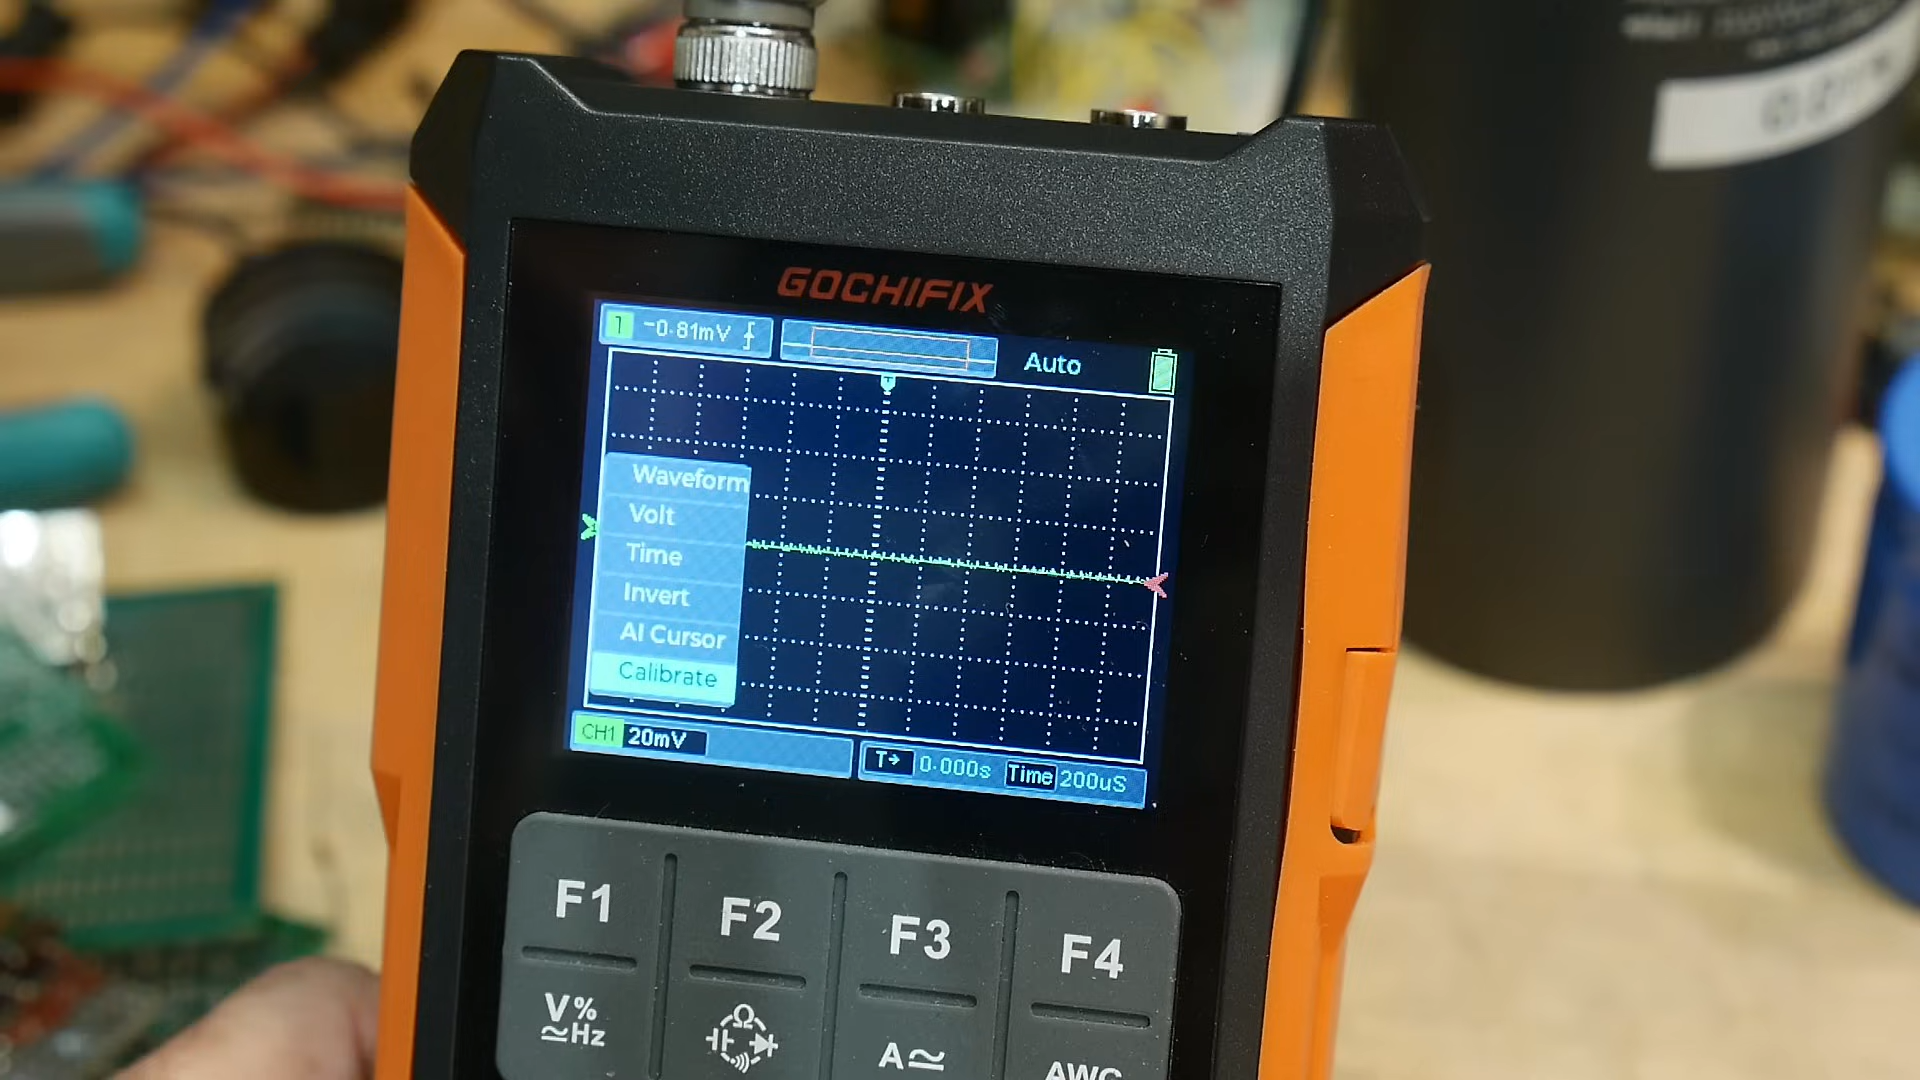 GOCHIFIX
1 -0.81mV
Auto
T
Waveform
Volt
Time
Invert
AI Cursor
Calibrate
CH1 20mV
T→ 0.000s Time 200uS
F1 F2 F3 F4
V%
≃Hz
Ω
A≃